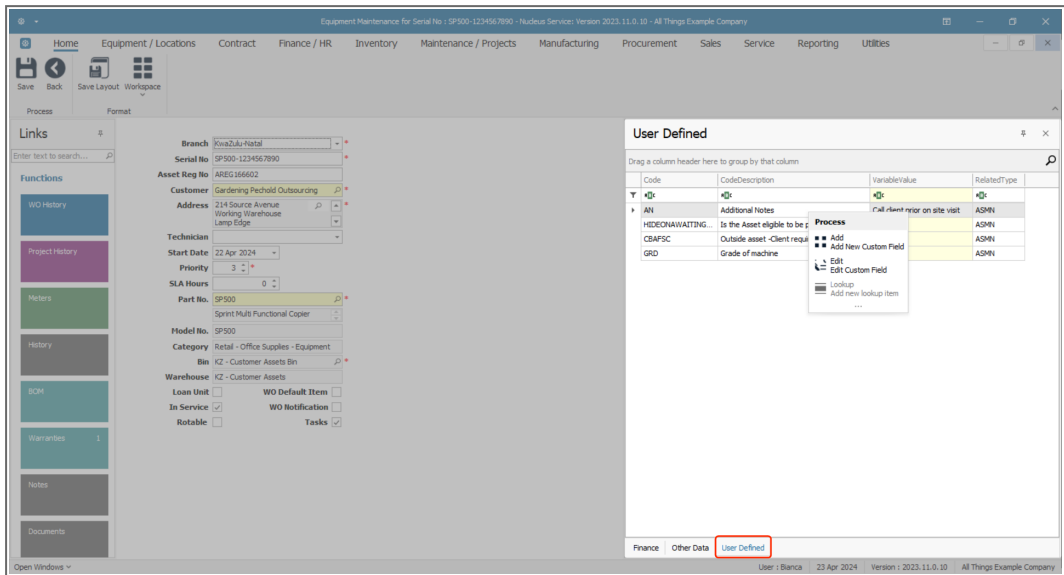 Equipment Maintenance for Serial No : SP500-1234567890 - Nucleus Service: Version 2023.11.0.10 - All Things Example Company
Home Equipment / Locations Contract Finance / HR Inventory Maintenance / Projects Manufacturing Procurement Sales Service Reporting Utilities
Save Back Save Layout Workspace
Process Format
Links
Enter text to search...
Functions
WO History
Project History
Meters
History
BOM
Warranties 1
Notes
Documents
Branch KwaZulu-Natal *
Serial No SP500-1234567890 *
Asset Reg No AREG166602
Customer Gardening Pechold Outsourcing *
Address 214 Source Avenue *
Working Warehouse
Lamp Edge
Technician
Start Date 22 Apr 2024
Priority 3 *
SLA Hours 0
Part No. SP500 *
Sprint Multi Functional Copier
Model No. SP500
Category Retail - Office Supplies - Equipment
Bin KZ - Customer Assets Bin *
Warehouse KZ - Customer Assets
Loan Unit WO Default Item
In Service WO Notification
Rotable Tasks
User Defined
Drag a column header here to group by that column
Code CodeDescription VariableValue RelatedType
AN Additional Notes Call client prior on site visit ASMN
HIDEONAWAITING... Is the Asset eligible to be p ASMN
CBAFSC Outside asset -Client requi ASMN
GRD Grade of machine ASMN
Process
Add
Add New Custom Field
Edit
Edit Custom Field
Lookup
Add new lookup item
...
Finance Other Data User Defined
Open Windows
User : Bianca 23 Apr 2024 Version : 2023.11.0.10 All Things Example Company